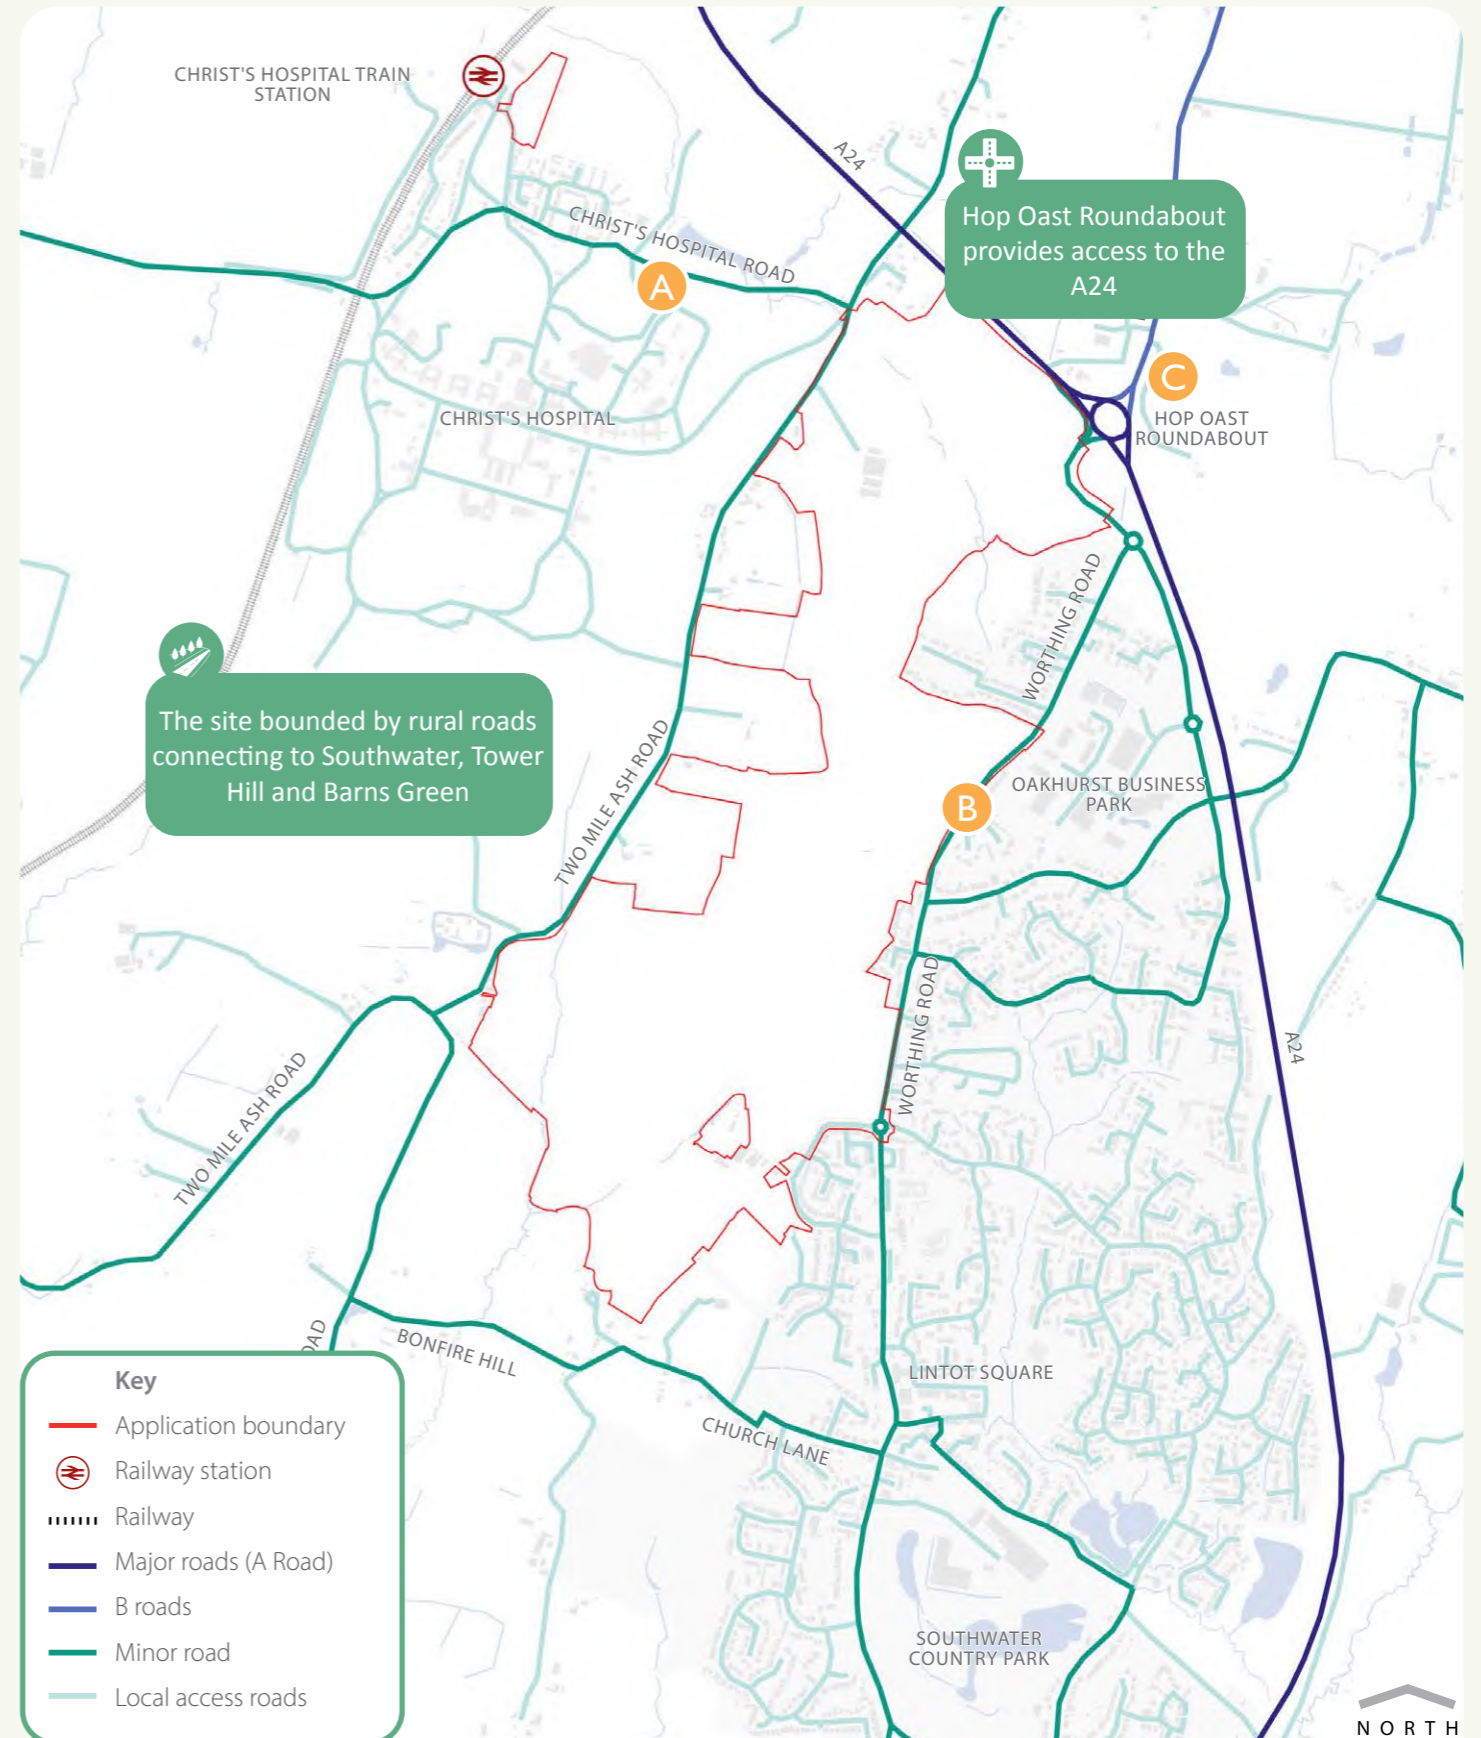 CHRIST'S HOSPITAL TRAIN
STATION
A24
Hop Oast Roundabout
provides access to the
A24
CHRIST'S HOSPITAL ROAD
A
C
HOP OAST
ROUNDABOUT
CHRIST'S HOSPITAL
WORTHING ROAD
The site bounded by rural roads
connecting to Southwater, Tower
Hill and Barns Green
TWO MILE ASH ROAD
B
OAKHURST BUSINESS
PARK
WORTHING ROAD
A24
TWO MILE ASH ROAD
OAD
BONFIRE HILL
LINTOT SQUARE
CHURCH LANE
SOUTHWATER
COUNTRY PARK
Key
Application boundary
Railway station
Railway
Major roads (A Road)
B roads
Minor road
Local access roads
NORTH